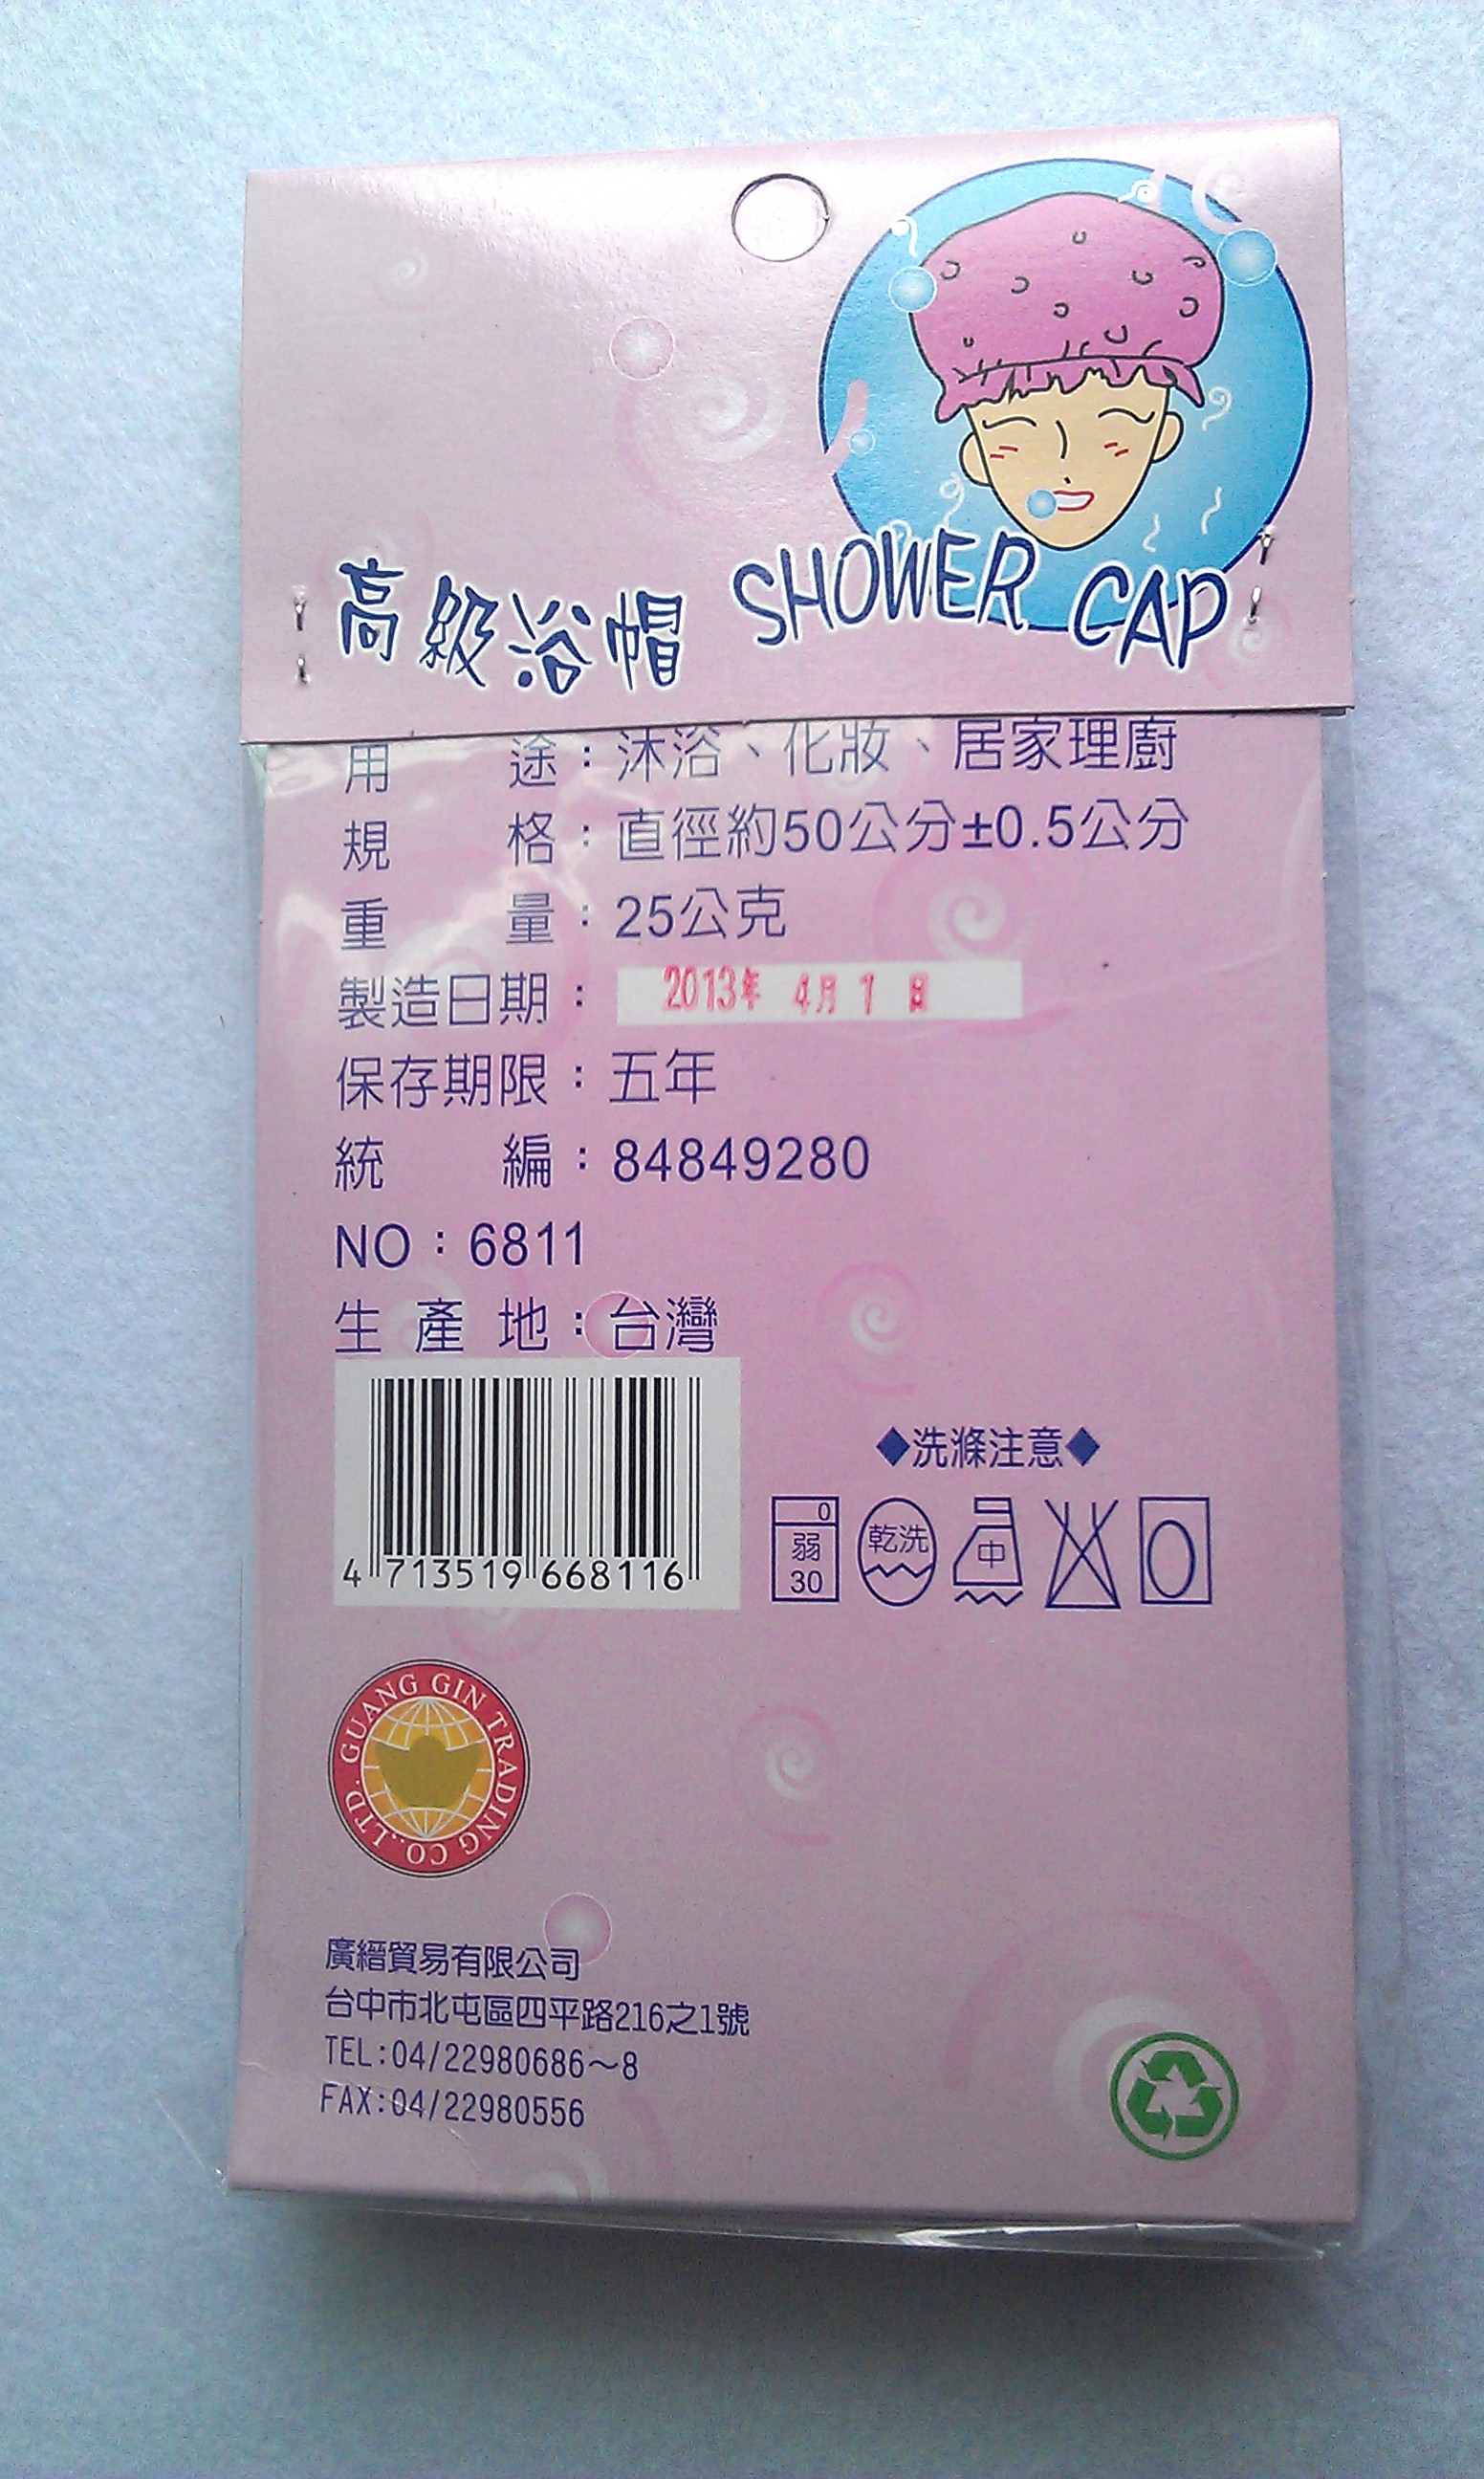 高級浴帽 SHOWER CAP
用途：沐浴、化妝、居家理廚
規格：直徑約50公分±0.5公分
重量：25公克
製造日期：2013年 4月 1 日
保存期限：五年
統編：84849280
NO：6811
生產地：台灣
4 713519 668116
◆洗滌注意◆
0
弱
30
乾洗
中
GUANG GIN TRADING CO.,LTD.
廣縉貿易有限公司
台中市北屯區四平路216之1號
TEL:04/22980686～8
FAX:04/22980556